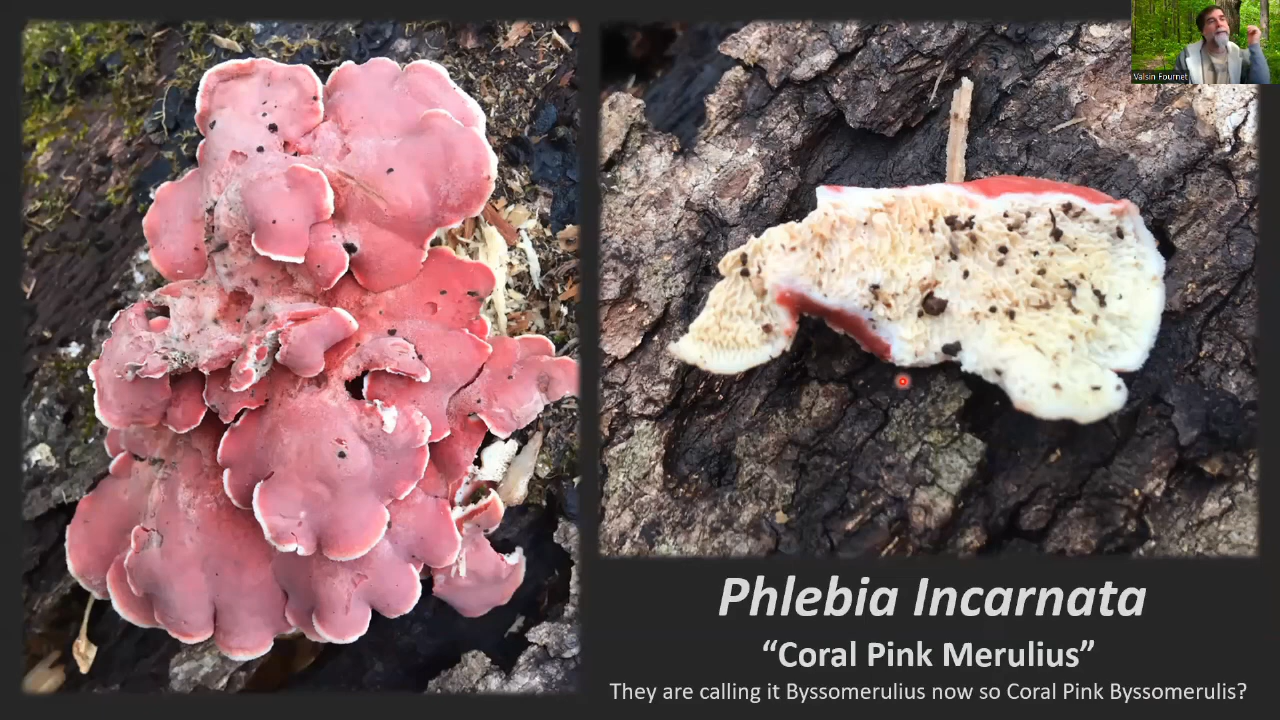 Valsin Fournet
Phlebia Incarnata
“Coral Pink Merulius”
They are calling it Byssomerulius now so Coral Pink Byssomerulis?